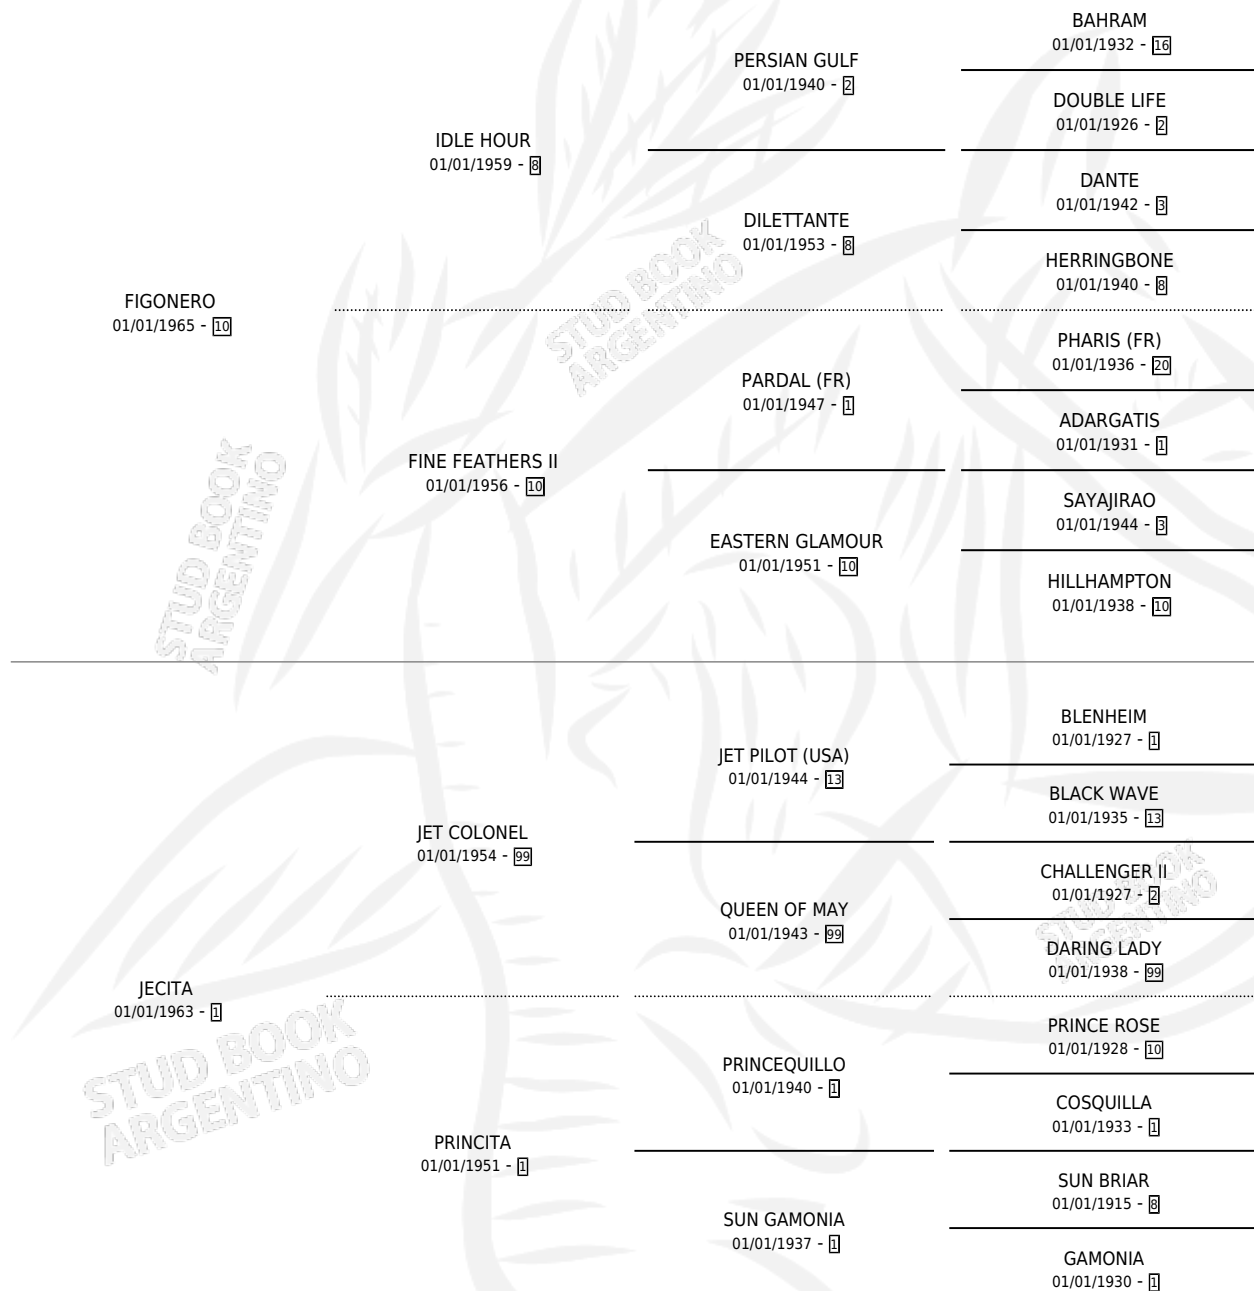 BAHRAM
01/01/1932 - 16
PERSIAN GULF
01/01/1940 - 2
DOUBLE LIFE
01/01/1926 - 2
IDLE HOUR
01/01/1959 - 8
DANTE
01/01/1942 - 3
DILETTANTE
01/01/1953 - 8
HERRINGBONE
01/01/1940 - 8
FIGONERO
01/01/1965 - 10
PHARIS (FR)
01/01/1936 - 20
PARDAL (FR)
01/01/1947 - 1
ADARGATIS
01/01/1931 - 1
FINE FEATHERS II
01/01/1956 - 10
SAYAJIRAO
01/01/1944 - 3
EASTERN GLAMOUR
01/01/1951 - 10
HILLHAMPTON
01/01/1938 - 10
STUD BOOK
ARGENTINO
STUD BOOK
ARGENTINO
BLENHEIM
01/01/1927 - 1
JET PILOT (USA)
01/01/1944 - 13
BLACK WAVE
01/01/1935 - 13
JET COLONEL
01/01/1954 - 99
CHALLENGER II
01/01/1927 - 2
QUEEN OF MAY
01/01/1943 - 99
DARING LADY
01/01/1938 - 99
STUD BOOK
ARGENTINO
JECITA
01/01/1963 - 1
PRINCE ROSE
01/01/1928 - 10
PRINCEQUILLO
01/01/1940 - 1
COSQUILLA
01/01/1933 - 1
PRINCITA
01/01/1951 - 1
SUN BRIAR
01/01/1915 - 8
SUN GAMONIA
01/01/1937 - 1
GAMONIA
01/01/1930 - 1
STUD BOOK
ARGENTINO